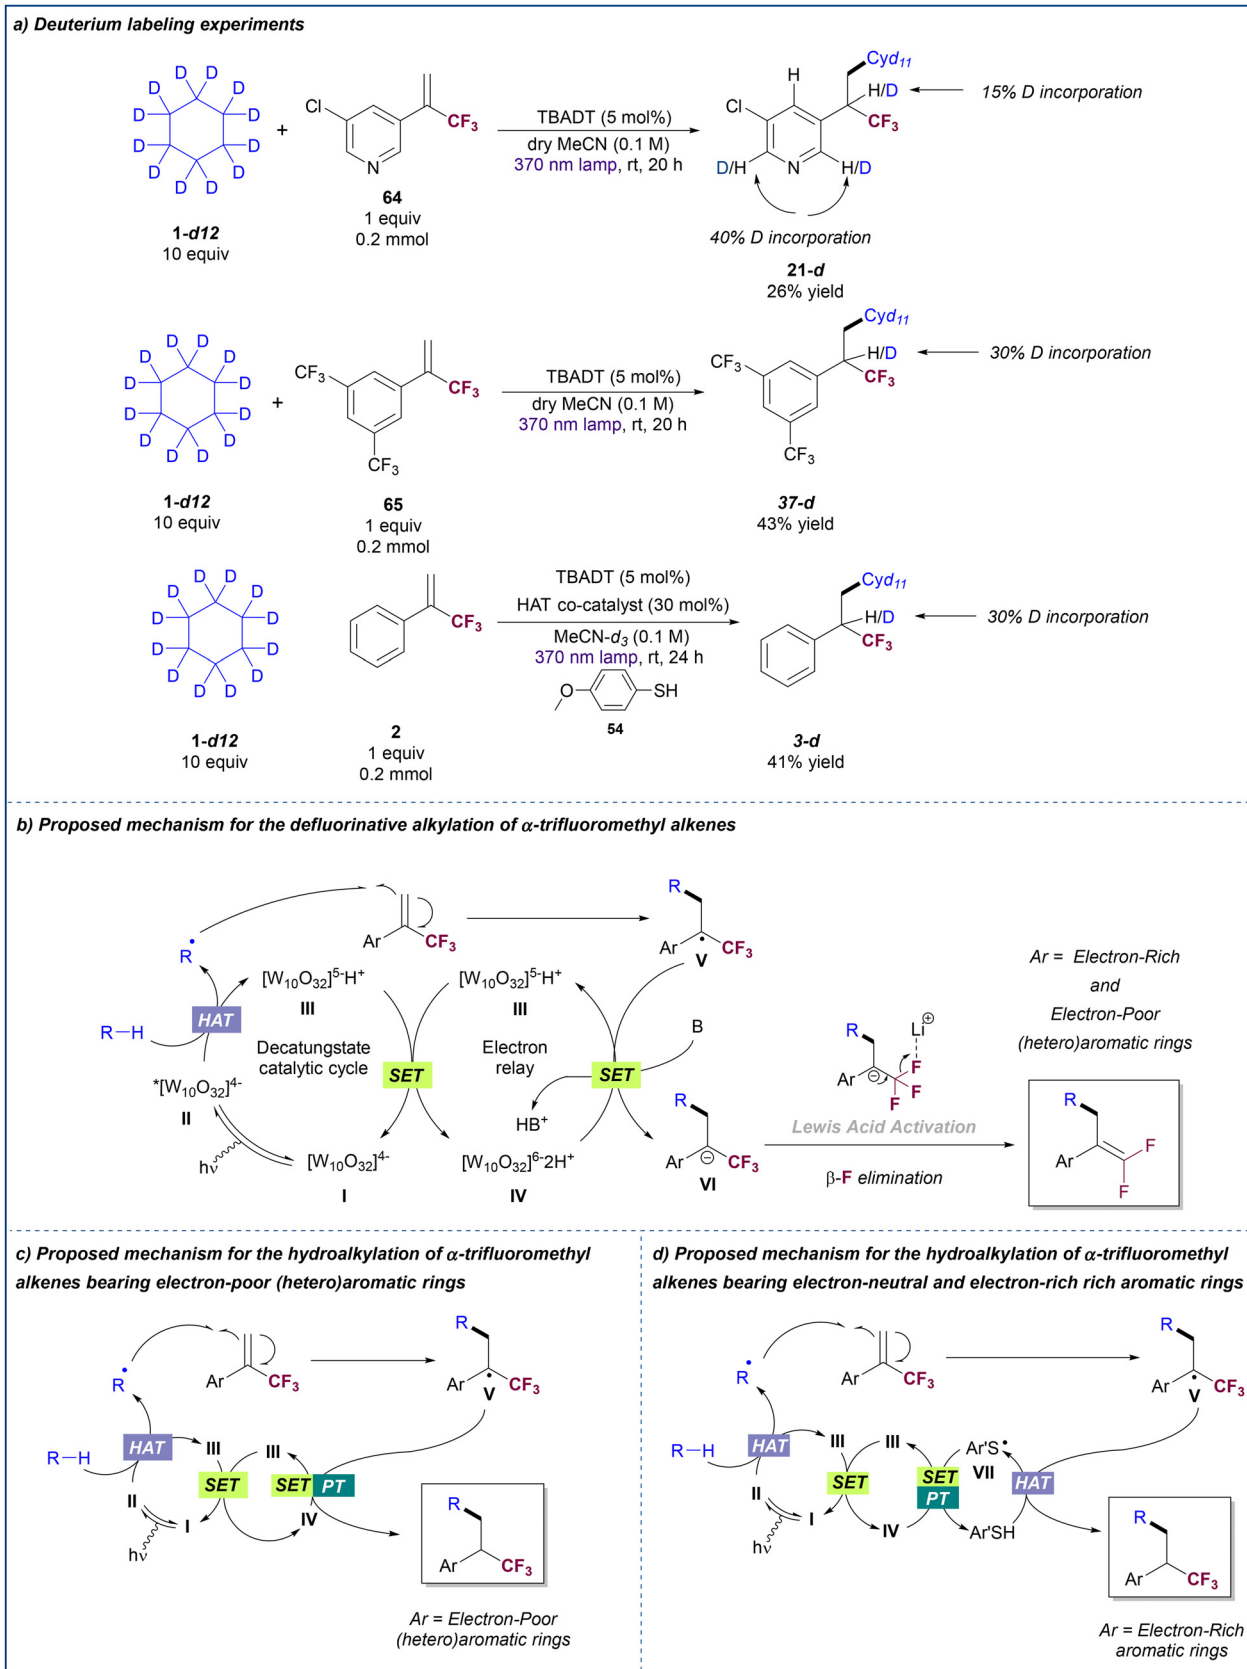 a) Deuterium labeling experiments
D D
D D
D D
D D
D D
D D
1-d12
10 equiv
+
Cl
N
CF3
64
1 equiv
0.2 mmol
TBADT (5 mol%)
dry MeCN (0.1 M)
370 nm lamp, rt, 20 h
H
Cyd11
Cl
H/D
CF3
D/H
N
H/D
15% D incorporation
40% D incorporation
21-d
26% yield
D D
D D
D D
D D
D D
D D
1-d12
10 equiv
+
CF3
CF3
CF3
65
1 equiv
0.2 mmol
TBADT (5 mol%)
dry MeCN (0.1 M)
370 nm lamp, rt, 20 h
Cyd11
H/D
CF3
CF3
CF3
30% D incorporation
37-d
43% yield
D D
D D
D D
D D
D D
D D
1-d12
10 equiv
CF3
2
1 equiv
0.2 mmol
TBADT (5 mol%)
HAT co-catalyst (30 mol%)
MeCN-d3 (0.1 M)
370 nm lamp, rt, 24 h
O
SH
54
Cyd11
H/D
CF3
30% D incorporation
3-d
41% yield
b) Proposed mechanism for the defluorinative alkylation of α-trifluoromethyl alkenes
R•
Ar
CF3
R
Ar
•
CF3
V
[W10O32]5-H+
III
[W10O32]5-H+
III
HAT
R–H
Decatungstate
catalytic cycle
SET
Electron
relay
SET
B
HB+
*[W10O32]4-
II
hν
[W10O32]4-
I
[W10O32]6-2H+
IV
R
Ar
⊖
CF3
VI
R
Li⊕
Ar
⊖
F
F
F
Lewis Acid Activation
β-F elimination
Ar = Electron-Rich
and
Electron-Poor
(hetero)aromatic rings
R
Ar
F
F
c) Proposed mechanism for the hydroalkylation of α-trifluoromethyl
alkenes bearing electron-poor (hetero)aromatic rings
R•
Ar
CF3
R
Ar
•
CF3
V
R–H
HAT
III
III
SET
SET
PT
II
I
IV
hν
R
Ar
CF3
Ar = Electron-Poor
(hetero)aromatic rings
d) Proposed mechanism for the hydroalkylation of α-trifluoromethyl
alkenes bearing electron-neutral and electron-rich rich aromatic rings
R•
Ar
CF3
R
Ar
•
CF3
V
R–H
HAT
III
III
Ar'S•
VII
SET
SET
PT
HAT
II
I
IV
Ar'SH
hν
R
Ar
CF3
Ar = Electron-Rich
aromatic rings